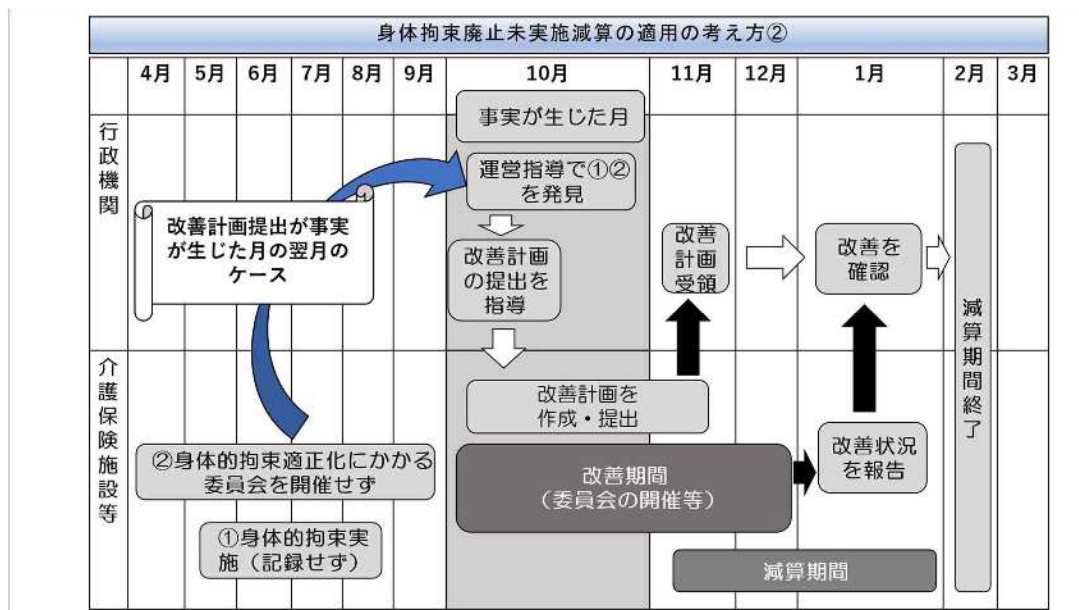 身体拘束廃止未実施減算の適用の考え方②
4月 5月 6月 7月 8月 9月 10月 11月 12月 1月 2月 3月
行政機関
事実が生じた月
運営指導で①②
を発見
改善計画提出が事実
が生じた月の翌月の
ケース
改善計画
の提出を
指導
改善
計画
受領
改善を
確認
減算期間終了
介護保険施設等
改善計画を
作成・提出
②身体的拘束適正化にかかる
委員会を開催せず
改善期間
（委員会の開催等）
改善状況
を報告
①身体的拘束実
施（記録せず）
減算期間